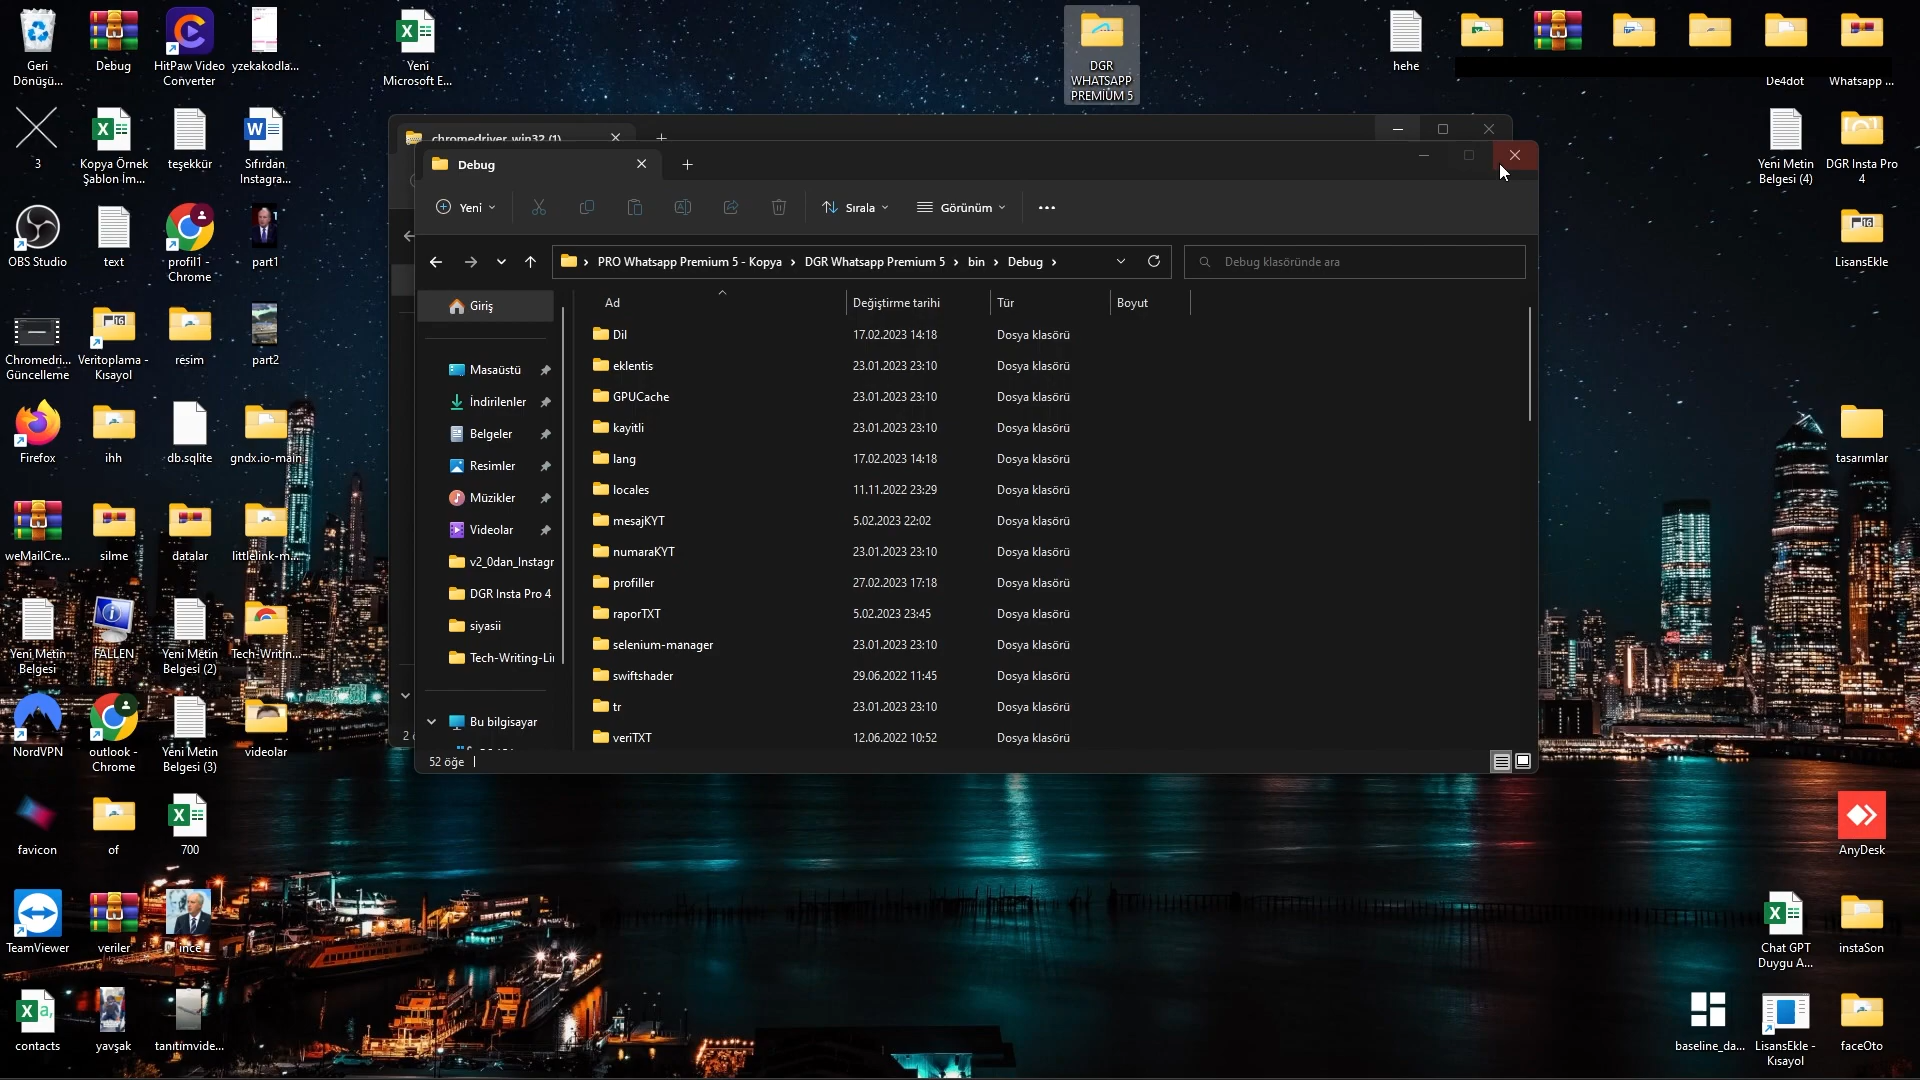 Geri
Dönüşü...
Debug
HitPaw Video
Converter
yzekakodla...
Yeni
Microsoft E...
DGR
WHATSAPP
PREMIUM 5
hehe
De4dot
Whatsapp ...
3
Kopya Örnek
Şablon İm...
teşekkür
Sıfırdan
Instagra...
Yeni Metin
Belgesi (4)
DGR Insta Pro
4
OBS Studio
text
profil1 -
Chrome
part1
LisansEkle
Chromedri...
Güncelleme
Veritoplama -
Kısayol
resim
part2
Firefox
ihh
db.sqlite
gndx.io-main
tasarımlar
weMailCre...
silme
datalar
littlelink-m...
Yeni Metin
Belgesi
FALLEN
Yeni Metin
Belgesi (2)
Tech-Writin...
NordVPN
outlook -
Chrome
Yeni Metin
Belgesi (3)
videolar
favicon
of
700
AnyDesk
TeamViewer
veriler
ince
Chat GPT
Duygu A...
instaSon
contacts
yavşak
tanıtımvide...
baseline_da...
LisansEkle -
Kısayol
faceOto
chromedriver_win32 (1)
Debug
Yeni
Sırala
Görünüm
PRO Whatsapp Premium 5 - Kopya › DGR Whatsapp Premium 5 › bin › Debug ›
Debug klasöründe ara
Giriş
Masaüstü
İndirilenler
Belgeler
Resimler
Müzikler
Videolar
v2_0dan_Instagr
DGR Insta Pro 4
siyasii
Tech-Writing-Lir
Bu bilgisayar
Ad Değiştirme tarihi Tür Boyut
Dil 17.02.2023 14:18 Dosya klasörü
eklentis 23.01.2023 23:10 Dosya klasörü
GPUCache 23.01.2023 23:10 Dosya klasörü
kayitli 23.01.2023 23:10 Dosya klasörü
lang 17.02.2023 14:18 Dosya klasörü
locales 11.11.2022 23:29 Dosya klasörü
mesajKYT 5.02.2023 22:02 Dosya klasörü
numaraKYT 23.01.2023 23:10 Dosya klasörü
profiller 27.02.2023 17:18 Dosya klasörü
raporTXT 5.02.2023 23:45 Dosya klasörü
selenium-manager 23.01.2023 23:10 Dosya klasörü
swiftshader 29.06.2022 11:45 Dosya klasörü
tr 23.01.2023 23:10 Dosya klasörü
veriTXT 12.06.2022 10:52 Dosya klasörü
52 öğe